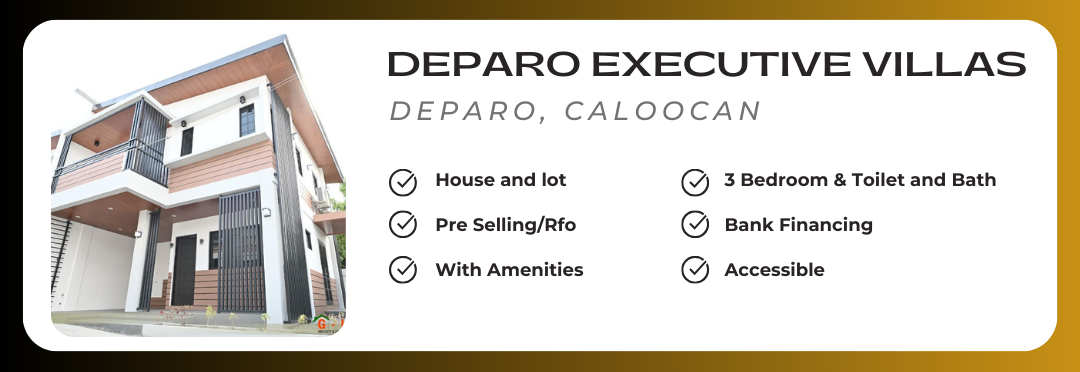 DEPARO EXECUTIVE VILLAS
DEPARO, CALOOCAN
House and lot
3 Bedroom & Toilet and Bath
Pre Selling/Rfo
Bank Financing
With Amenities
Accessible